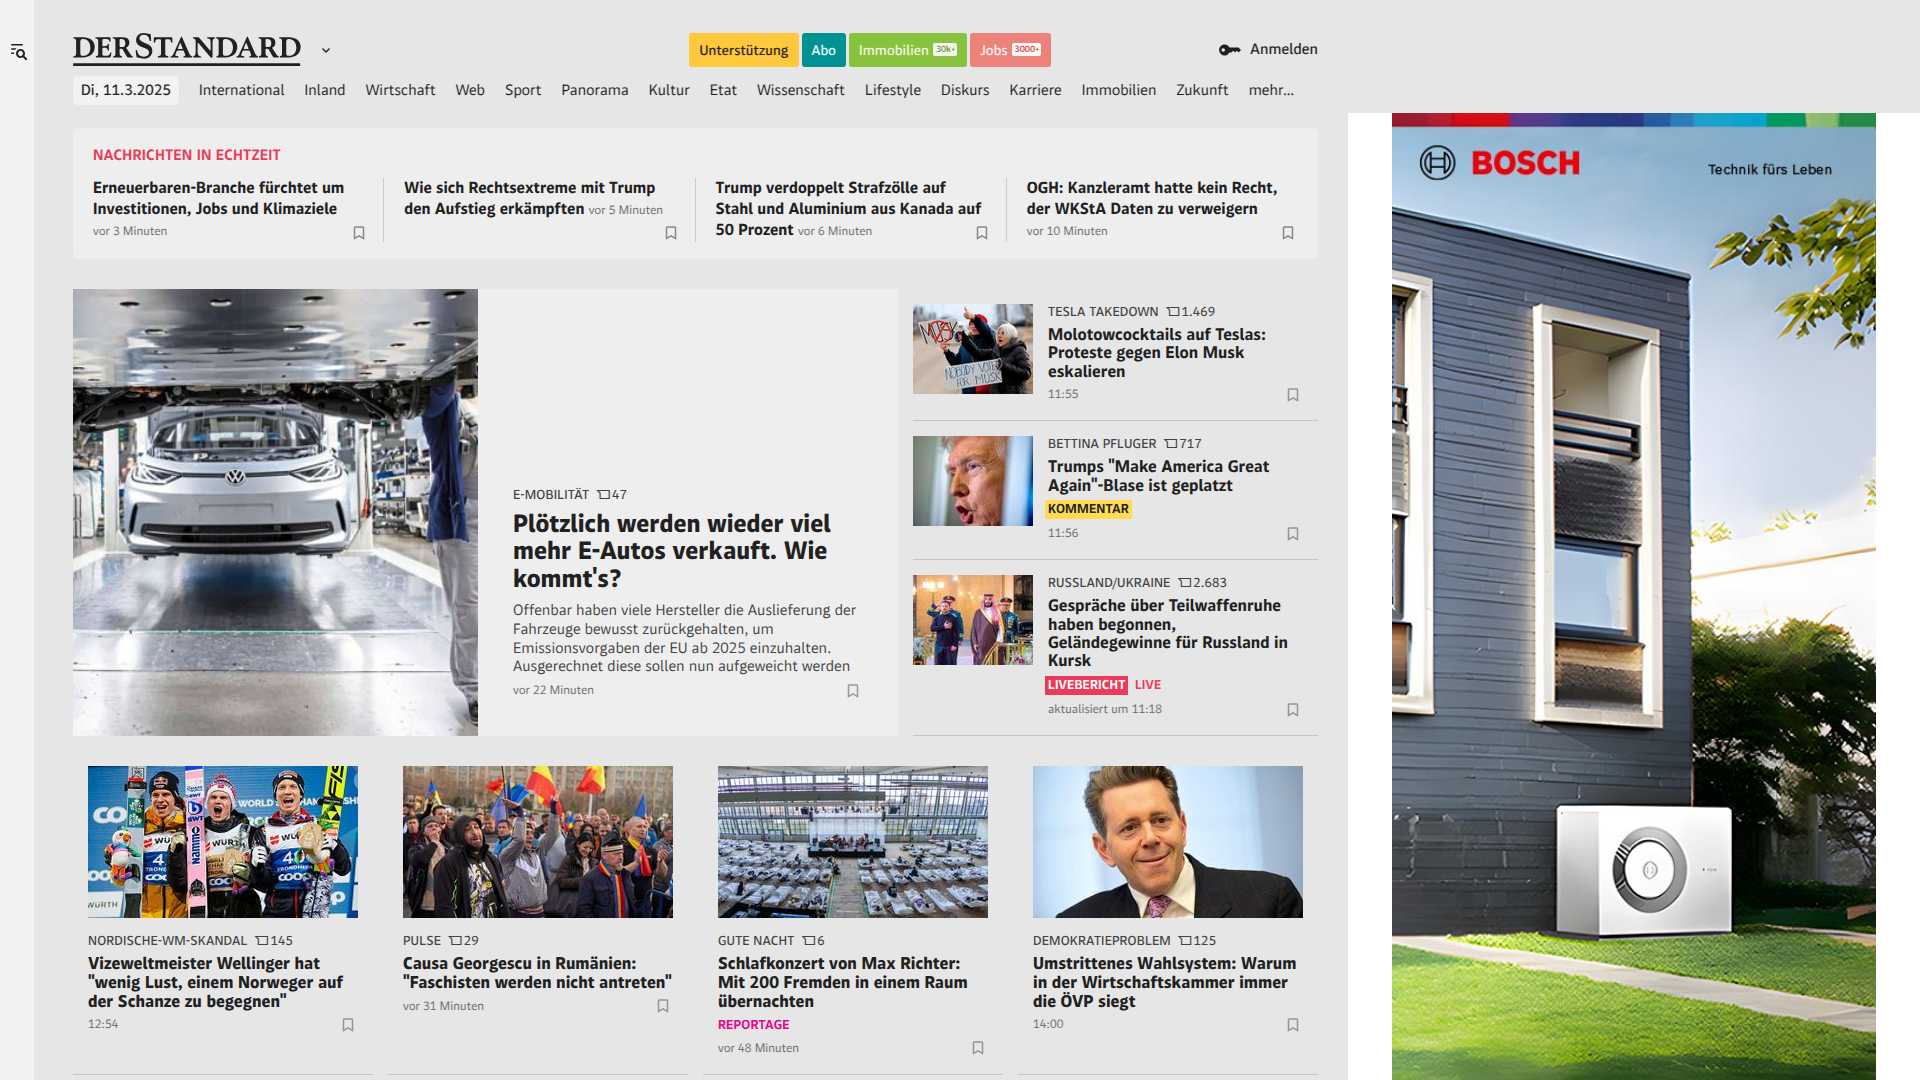 DERSTANDARD
Unterstützung
Abo
Immobilien 30k+
Jobs 3000+
Anmelden
Di, 11.3.2025
International
Inland
Wirtschaft
Web
Sport
Panorama
Kultur
Etat
Wissenschaft
Lifestyle
Diskurs
Karriere
Immobilien
Zukunft
mehr...
NACHRICHTEN IN ECHTZEIT
Erneuerbaren-Branche fürchtet um
Investitionen, Jobs und Klimaziele
vor 3 Minuten
Wie sich Rechtsextreme mit Trump
den Aufstieg erkämpften vor 5 Minuten
Trump verdoppelt Strafzölle auf
Stahl und Aluminium aus Kanada auf
50 Prozent vor 6 Minuten
OGH: Kanzleramt hatte kein Recht,
der WKStA Daten zu verweigern
vor 10 Minuten
E-MOBILITÄT 47
Plötzlich werden wieder viel
mehr E-Autos verkauft. Wie
kommt's?
Offenbar haben viele Hersteller die Auslieferung der
Fahrzeuge bewusst zurückgehalten, um
Emissionsvorgaben der EU ab 2025 einzuhalten.
Ausgerechnet diese sollen nun aufgeweicht werden
vor 22 Minuten
MUSK
NOBODY VOTED
FOR MUSK
TESLA TAKEDOWN 1.469
Molotowcocktails auf Teslas:
Proteste gegen Elon Musk
eskalieren
11:55
BETTINA PFLUGER 717
Trumps "Make America Great
Again"-Blase ist geplatzt
KOMMENTAR
11:56
RUSSLAND/UKRAINE 2.683
Gespräche über Teilwaffenruhe
haben begonnen,
Geländegewinne für Russland in
Kursk
LIVEBERICHT LIVE
aktualisiert um 11:18
NORDISCHE-WM-SKANDAL 145
Vizeweltmeister Wellinger hat
"wenig Lust, einem Norweger auf
der Schanze zu begegnen"
12:54
PULSE 29
Causa Georgescu in Rumänien:
"Faschisten werden nicht antreten"
vor 31 Minuten
GUTE NACHT 6
Schlafkonzert von Max Richter:
Mit 200 Fremden in einem Raum
übernachten
REPORTAGE
vor 48 Minuten
DEMOKRATIEPROBLEM 125
Umstrittenes Wahlsystem: Warum
in der Wirtschaftskammer immer
die ÖVP siegt
14:00
BOSCH
Technik fürs Leben